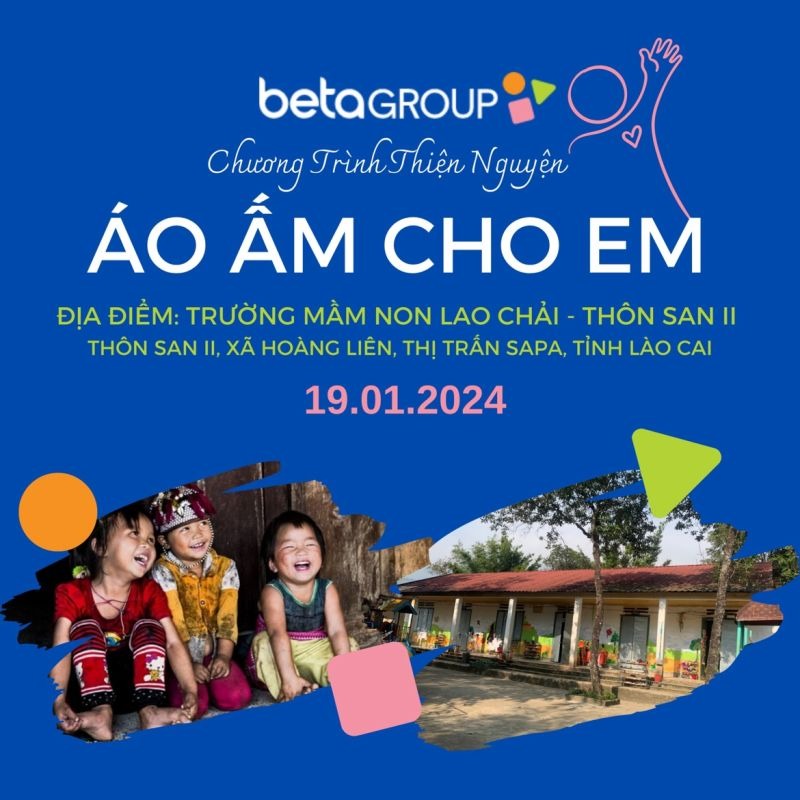 betaGROUP
Chương Trình Thiện Nguyện
ÁO ẤM CHO EM
ĐỊA ĐIỂM: TRƯỜNG MẦM NON LAO CHẢI - THÔN SAN II
THÔN SAN II, XÃ HOÀNG LIÊN, THỊ TRẤN SAPA, TỈNH LÀO CAI
19.01.2024